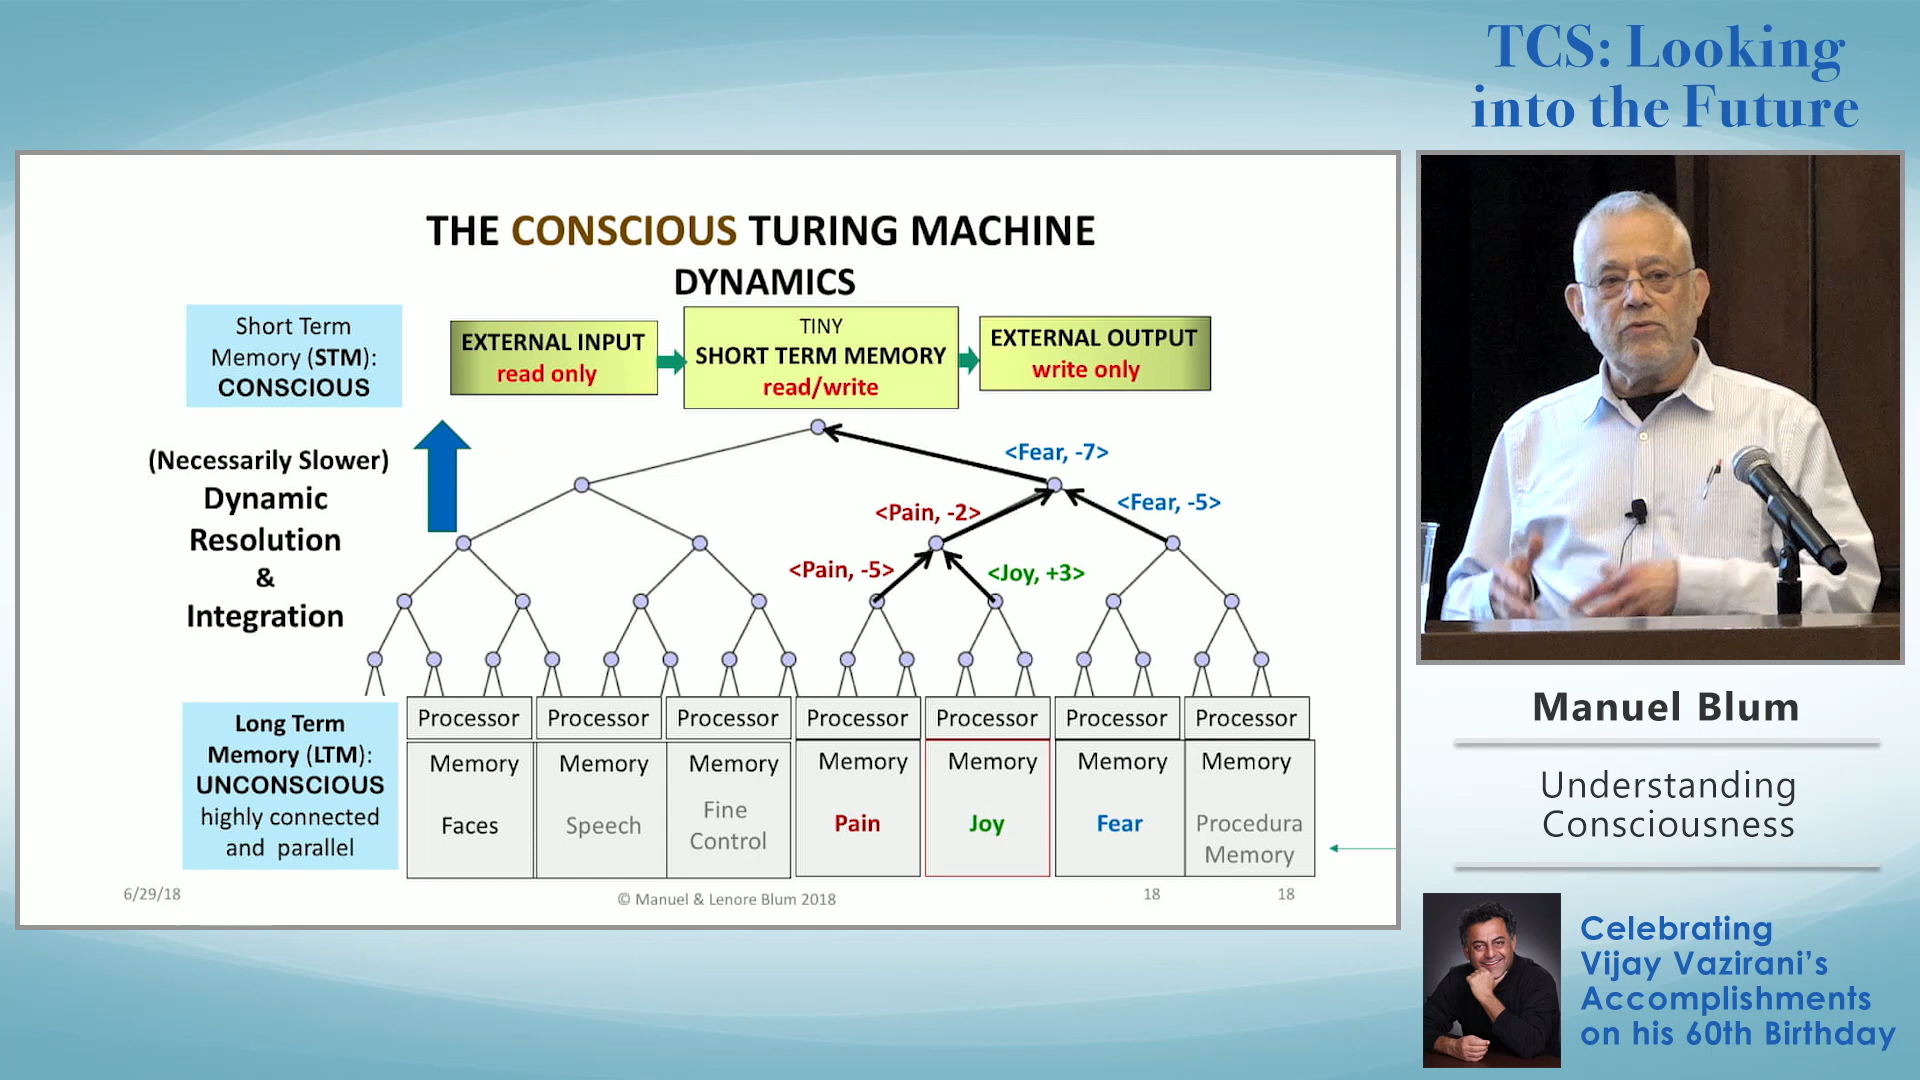 TCS: Looking
into the Future
THE CONSCIOUS TURING MACHINE
DYNAMICS
Short Term
Memory (STM):
CONSCIOUS
EXTERNAL INPUT
read only
TINY
SHORT TERM MEMORY
read/write
EXTERNAL OUTPUT
write only
(Necessarily Slower)
Dynamic
Resolution
&
Integration
<Fear, -7>
<Pain, -2>
<Fear, -5>
<Pain, -5>
<Joy, +3>
Long Term
Memory (LTM):
UNCONSCIOUS
highly connected
and parallel
Processor
Processor
Processor
Processor
Processor
Processor
Processor
Memory
Faces
Memory
Speech
Memory
Fine
Control
Memory
Pain
Memory
Joy
Memory
Fear
Memory
Procedura
Memory
6/29/18
© Manuel & Lenore Blum 2018
18
18
Manuel Blum
Understanding
Consciousness
Celebrating
Vijay Vazirani’s
Accomplishments
on his 60th Birthday